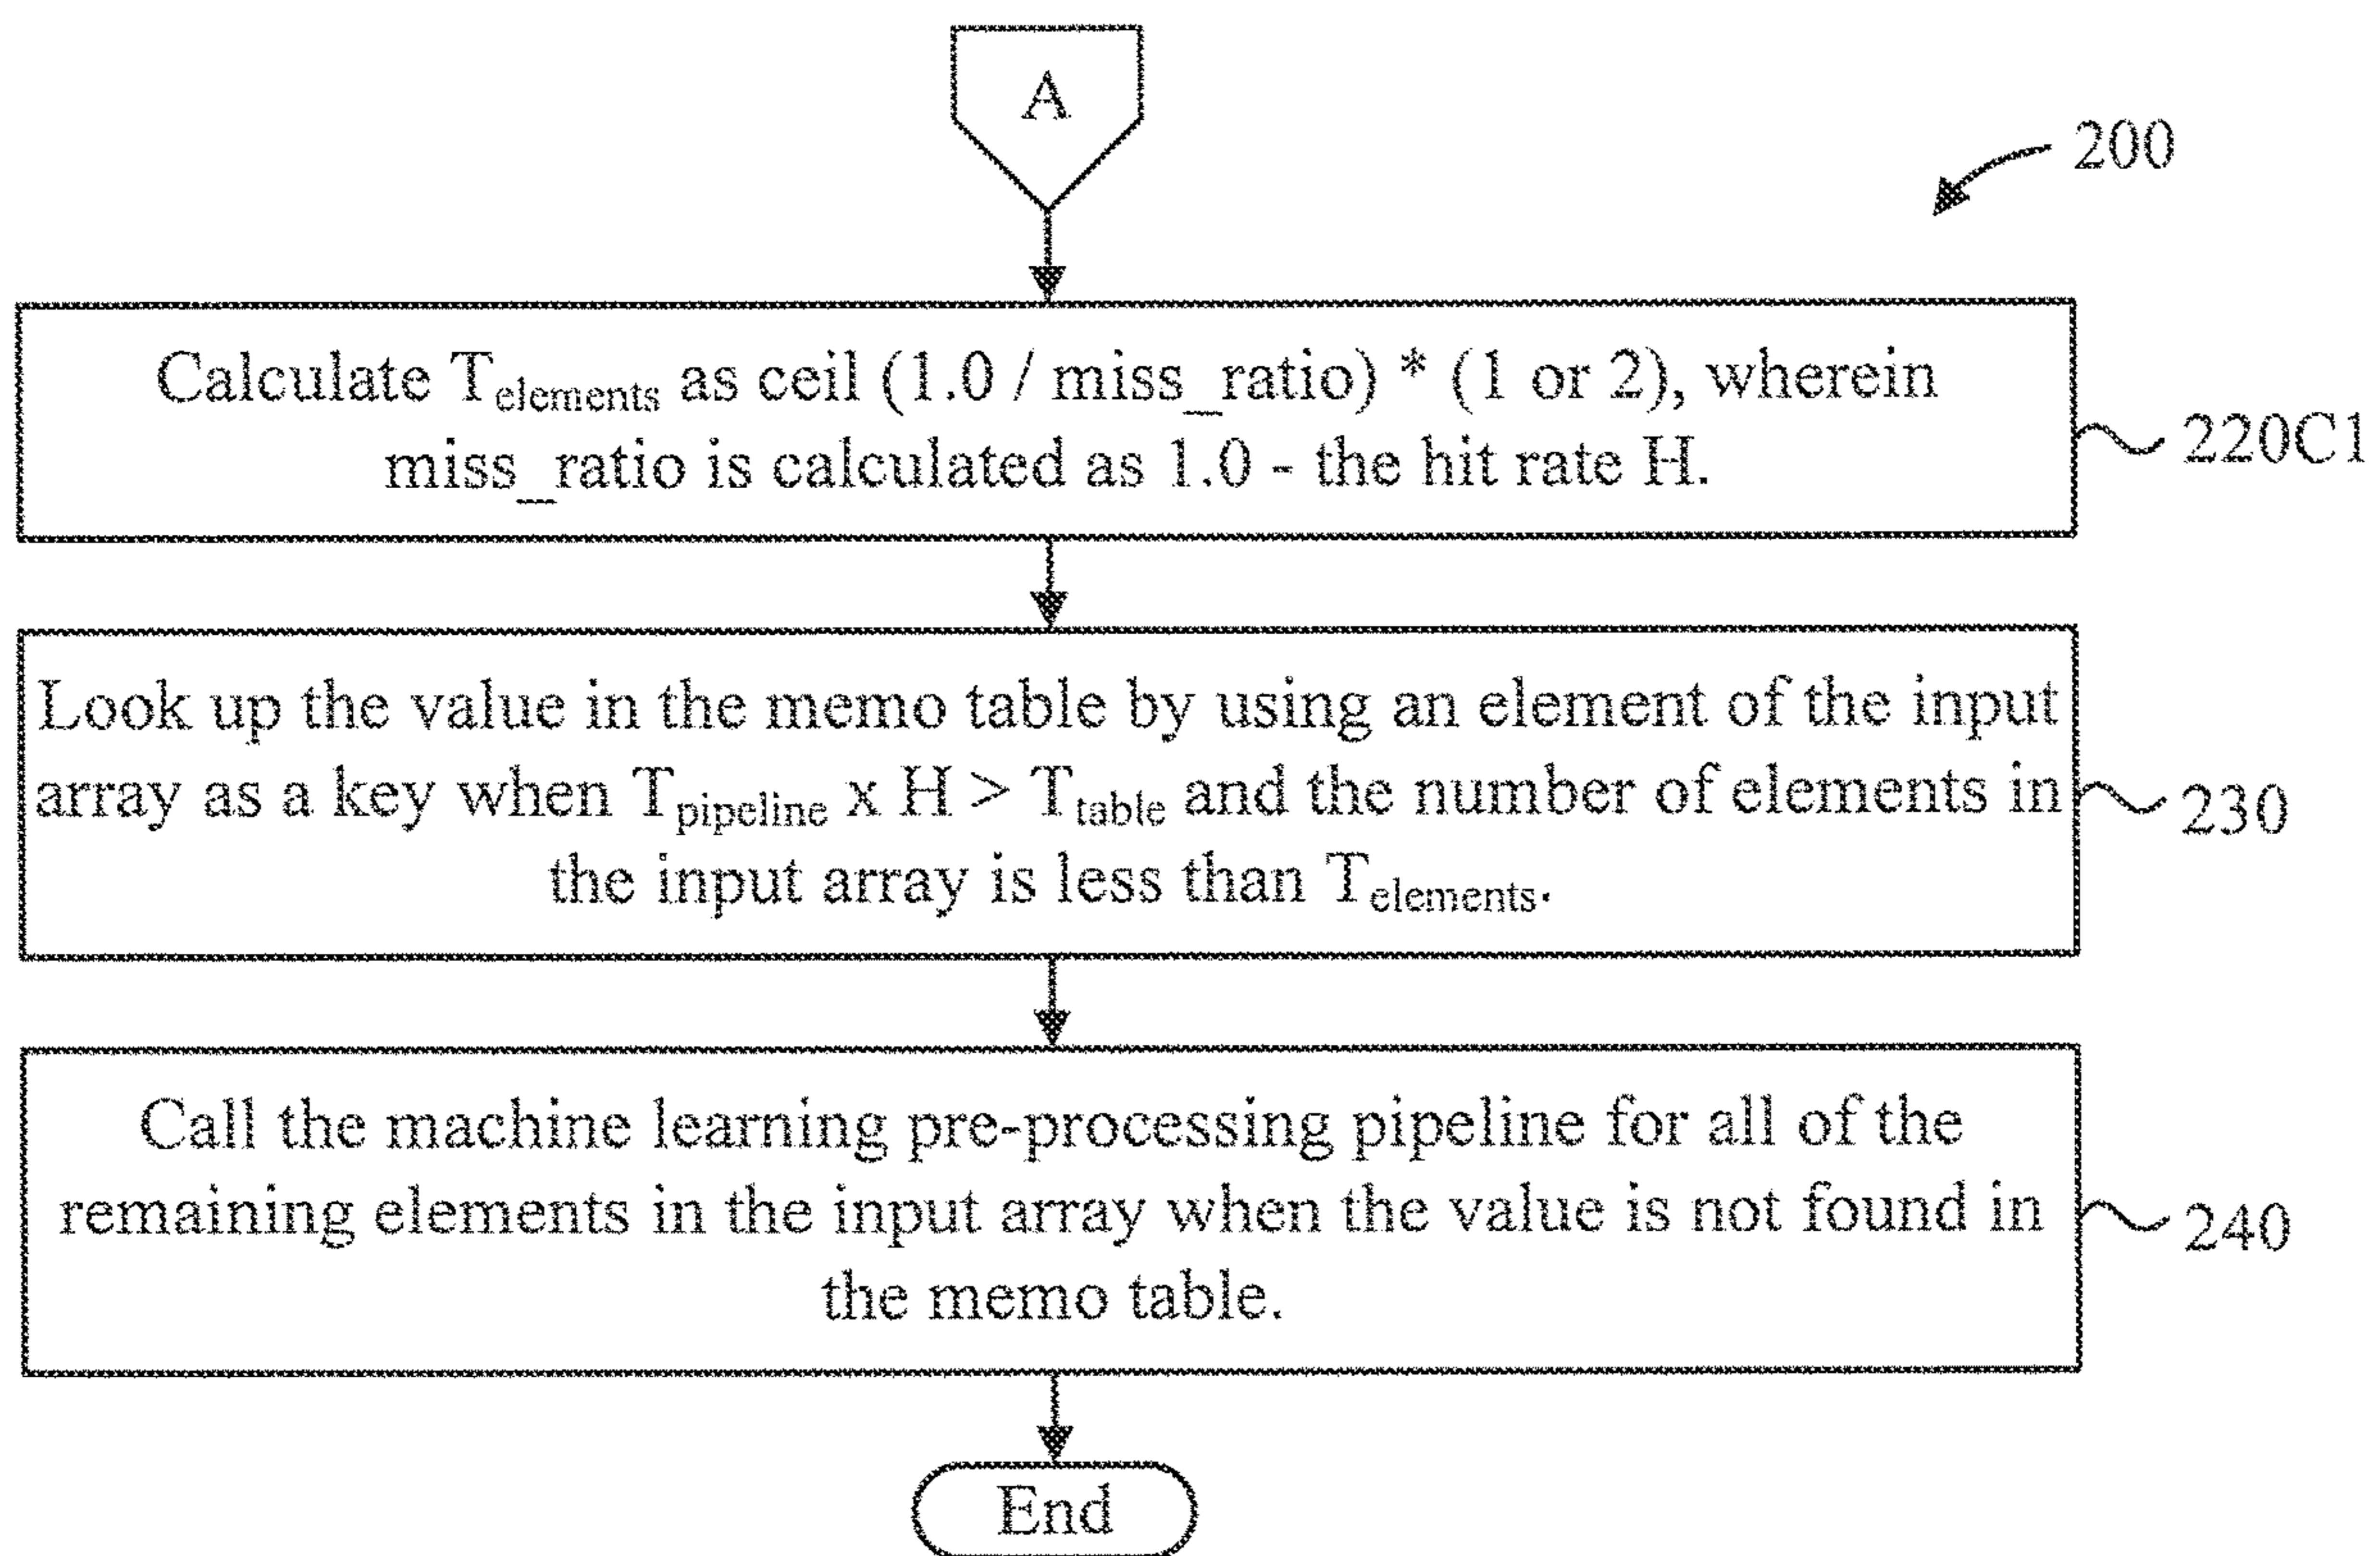 A
200
Calculate Telements as ceil (1.0 / miss_ratio) * (1 or 2), wherein
miss_ratio is calculated as 1.0 - the hit rate H.
220C1
Look up the value in the memo table by using an element of the input
array as a key when Tpipeline x H > Ttable and the number of elements in
the input array is less than Telements.
230
Call the machine learning pre-processing pipeline for all of the
remaining elements in the input array when the value is not found in
the memo table.
240
End